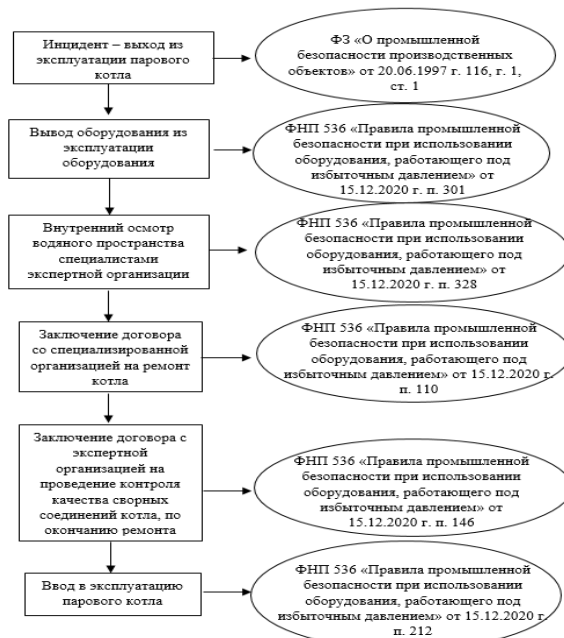 Инцидент – выход из
эксплуатации парового
котла
ФЗ «О промышленной
безопасности производственных
объектов» от 20.06.1997 г. 116, г. 1,
ст. 1
Вывод оборудования из
эксплуатации
оборудования
ФНП 536 «Правила промышленной
безопасности при использовании
оборудования, работающего под
избыточным давлением» от
15.12.2020 г. п. 301
Внутренний осмотр
водяного пространства
специалистами
экспертной организации
ФНП 536 «Правила промышленной
безопасности при использовании
оборудования, работающего под
избыточным давлением» от
15.12.2020 г. п. 328
Заключение договора
со специализированной
организацией на ремонт
котла
ФНП 536 «Правила промышленной
безопасности при использовании
оборудования, работающего под
избыточным давлением» от 15.12.2020 г.
п. 110
Заключение договора с
экспертной
организацией на
проведение контроля
качества сворных
соединений котла, по
окончанию ремонта
ФНП 536 «Правила промышленной
безопасности при использовании
оборудования, работающего под
избыточным давлением» от
15.12.2020 г. п. 146
Ввод в эксплуатацию
парового котла
ФНП 536 «Правила промышленной
безопасности при использовании
оборудования, работающего под
избыточным давлением» от 15.12.2020 г.
п. 212